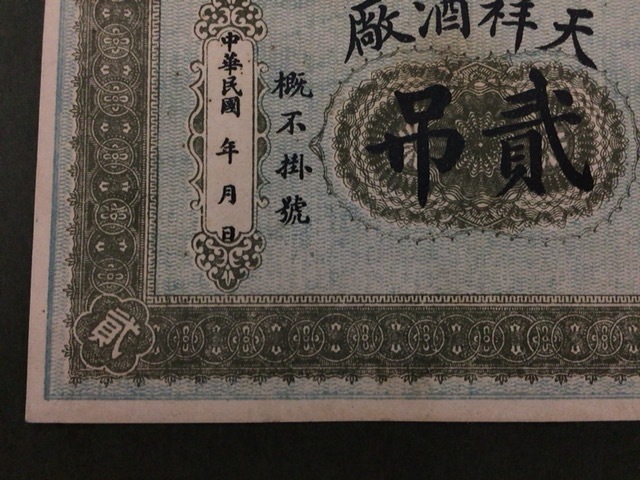 天祥酒廠
貳吊
概不掛號
中華民國 年 月 日
貳